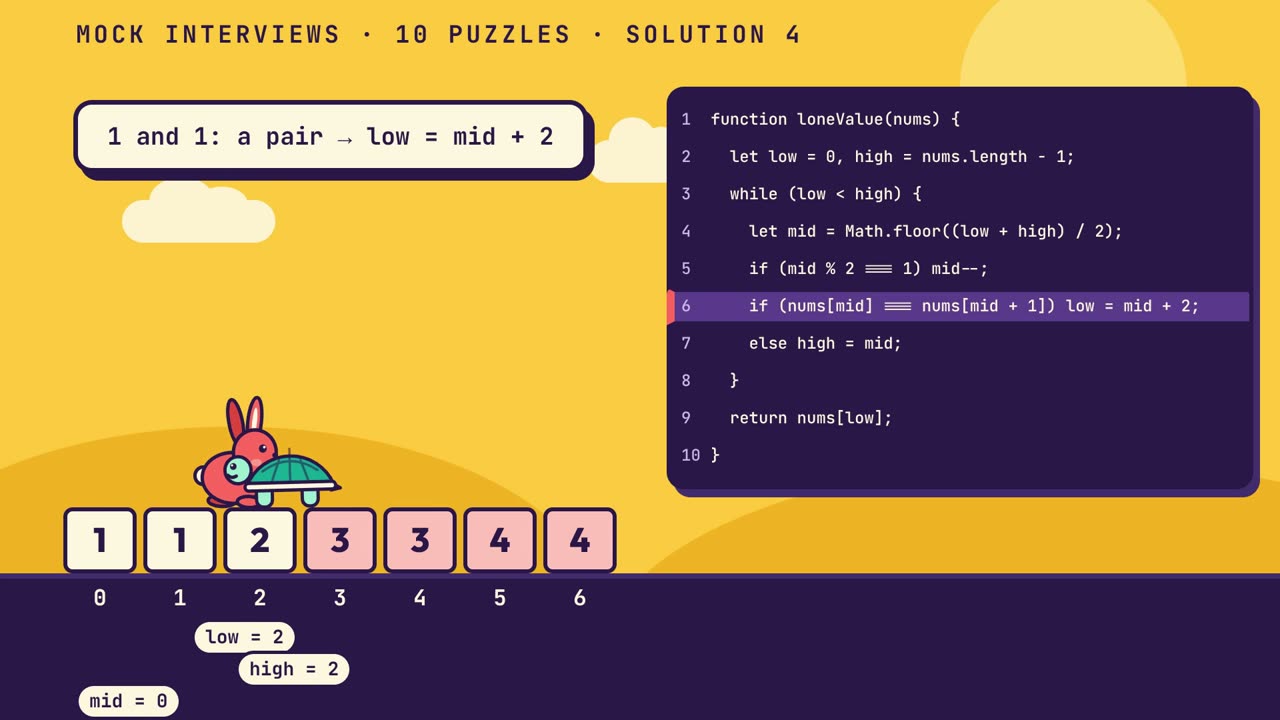 MOCK INTERVIEWS · 10 PUZZLES · SOLUTION 4
1 and 1: a pair → low = mid + 2
1 function loneValue(nums) {
2 let low = 0, high = nums.length - 1;
3 while (low < high) {
4 let mid = Math.floor((low + high) / 2);
5 if (mid % 2 === 1) mid--;
6 if (nums[mid] === nums[mid + 1]) low = mid + 2;
7 else high = mid;
8 }
9 return nums[low];
10 }
1 1 2 3 3 4 4
0 1 2 3 4 5 6
low = 2
high = 2
mid = 0